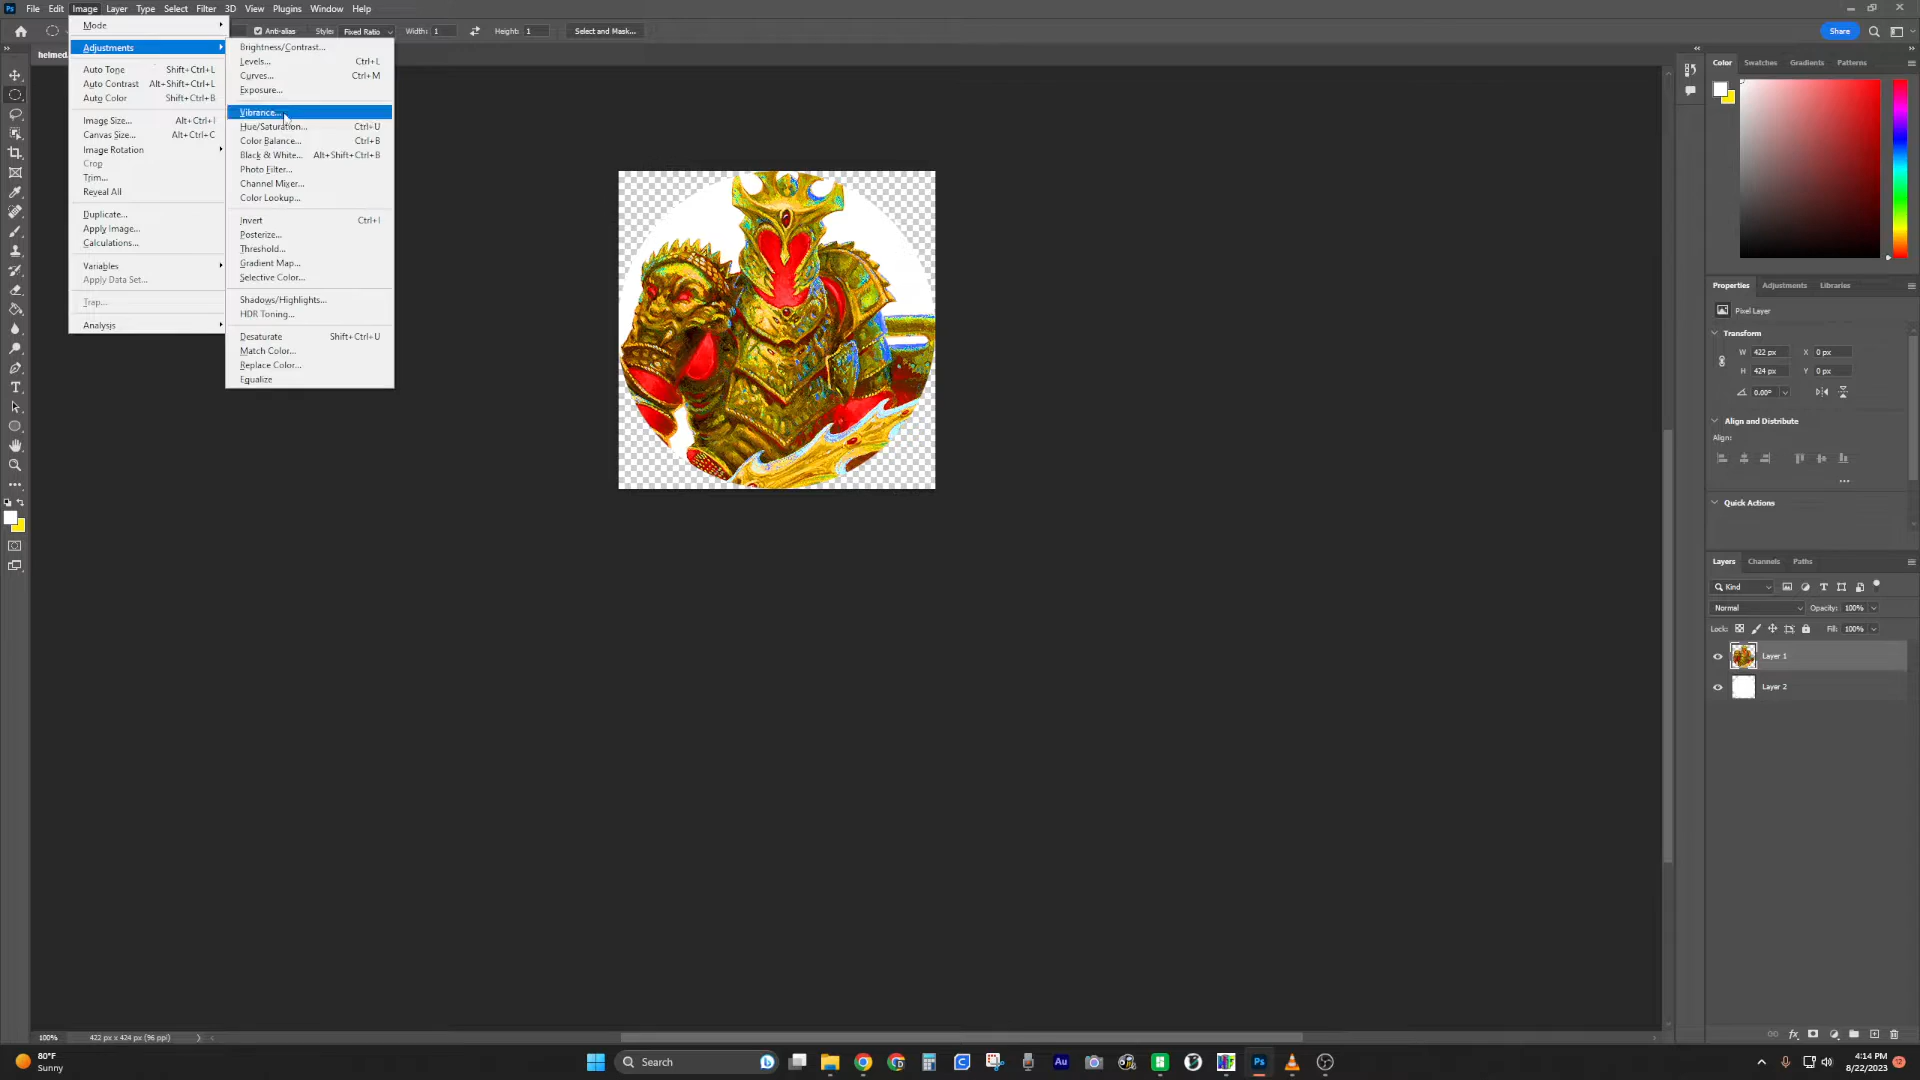 Ps File Edit Image Layer Type Select Filter 3D View Plugins Window Help
Anti-alias Style: Fixed Ratio Width: 1 Height: 1 Select and Mask... Share
Mode
Adjustments
Auto Tone Shift+Ctrl+L
Auto Contrast Alt+Shift+Ctrl+L
Auto Color Shift+Ctrl+B
Image Size... Alt+Ctrl+I
Canvas Size... Alt+Ctrl+C
Image Rotation
Crop
Trim...
Reveal All
Duplicate...
Apply Image...
Calculations...
Variables
Apply Data Set...
Trap...
Analysis
Brightness/Contrast...
Levels... Ctrl+L
Curves... Ctrl+M
Exposure...
Vibrance...
Hue/Saturation... Ctrl+U
Color Balance... Ctrl+B
Black & White... Alt+Shift+Ctrl+B
Photo Filter...
Channel Mixer...
Color Lookup...
Invert Ctrl+I
Posterize...
Threshold...
Gradient Map...
Selective Color...
Shadows/Highlights...
HDR Toning...
Desaturate Shift+Ctrl+U
Match Color...
Replace Color...
Equalize
Color Swatches Gradients Patterns
Properties Adjustments Libraries
Pixel Layer
Transform
W 422 px X 0 px
H 424 px Y 0 px
0.00°
Align and Distribute
Align:
Quick Actions
Layers Channels Paths
Kind
Normal Opacity: 100%
Lock: Fill: 100%
Layer 1
Layer 2
100% 422 px x 424 px (96 ppi)
80°F
Sunny
Search
Au
Ps
4:14 PM
8/22/2023